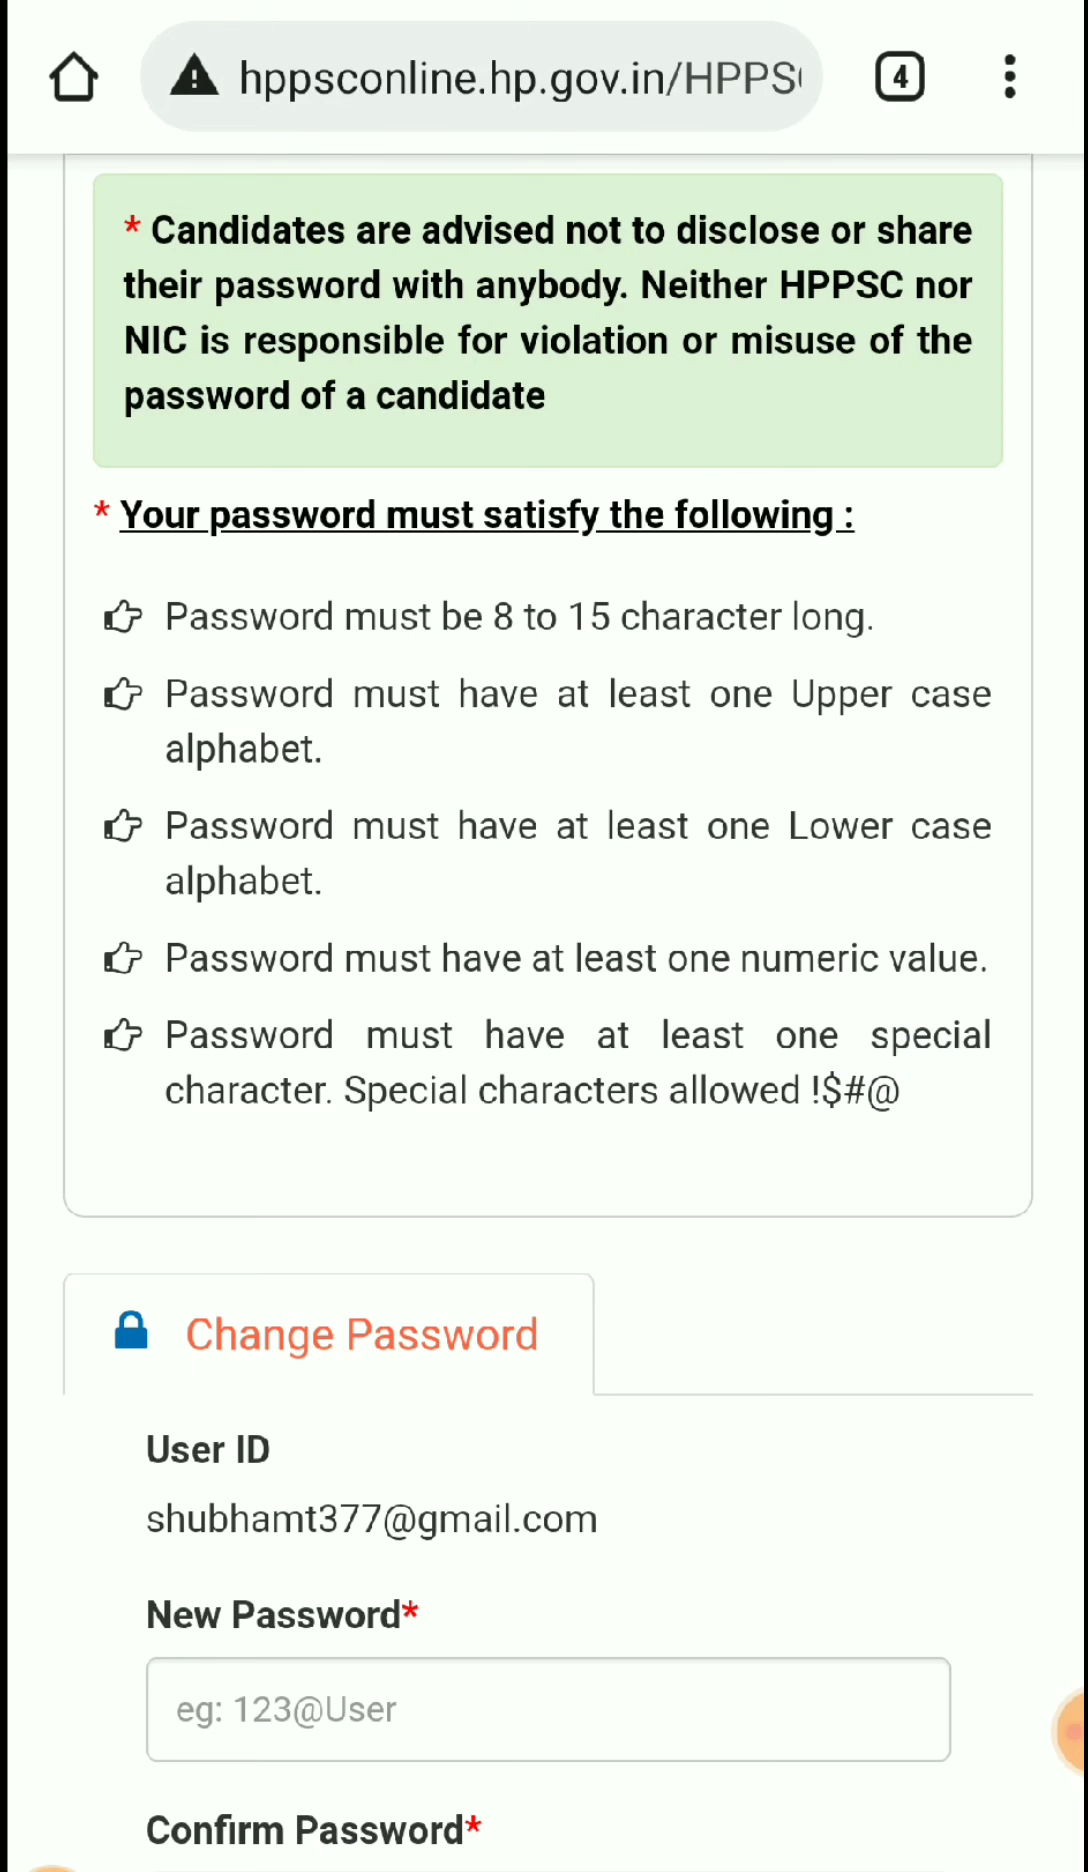 hppsconline.hp.gov.in/HPPS
4
* Candidates are advised not to disclose or share
their password with anybody. Neither HPPSC nor
NIC is responsible for violation or misuse of the
password of a candidate
* Your password must satisfy the following :
Password must be 8 to 15 character long.
Password must have at least one Upper case
alphabet.
Password must have at least one Lower case
alphabet.
Password must have at least one numeric value.
Password must have at least one special
character. Special characters allowed !$#@
Change Password
User ID
shubhamt377@gmail.com
New Password*
eg: 123@User
Confirm Password*